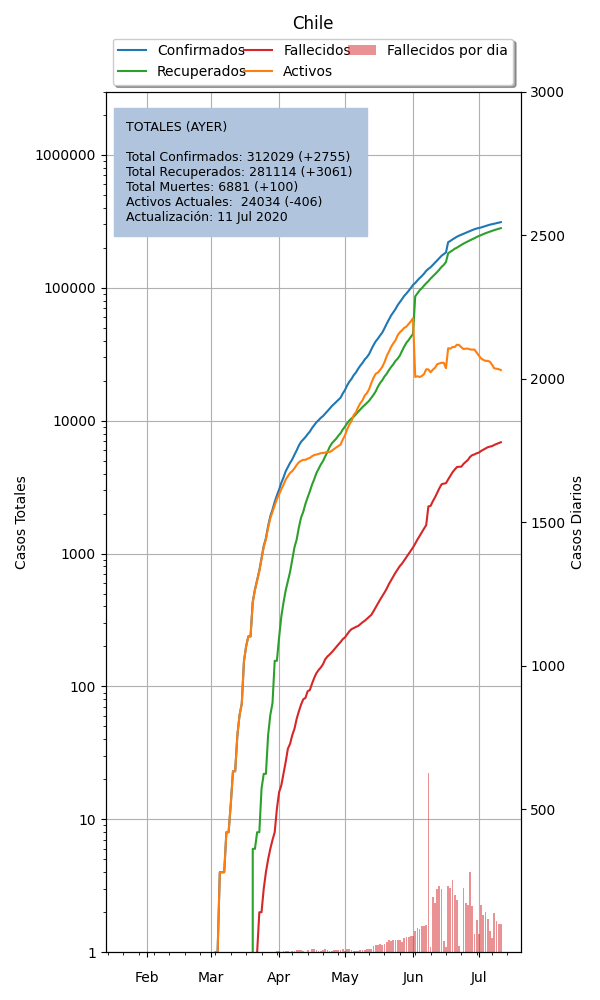 Chile
Confirmados
Fallecidos
Fallecidos por dia
Recuperados
Activos
TOTALES (AYER)
Total Confirmados: 312029 (+2755)
Total Recuperados: 281114 (+3061)
Total Muertes: 6881 (+100)
Activos Actuales:  24034 (-406)
Actualización: 11 Jul 2020
Casos Totales
1000000
100000
10000
1000
100
10
1
3000
2500
2000
1500
1000
500
Casos Diarios
Feb Mar Apr May Jun Jul